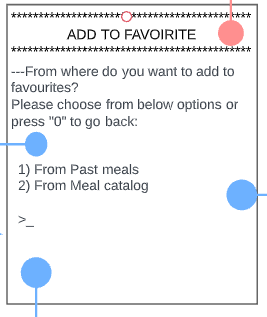 ****************************************
ADD TO FAVOIRITE
****************************************
---From where do you want to add to
favourites?
Please choose from below options or
press "0" to go back:
1) From Past meals
2) From Meal catalog
>_